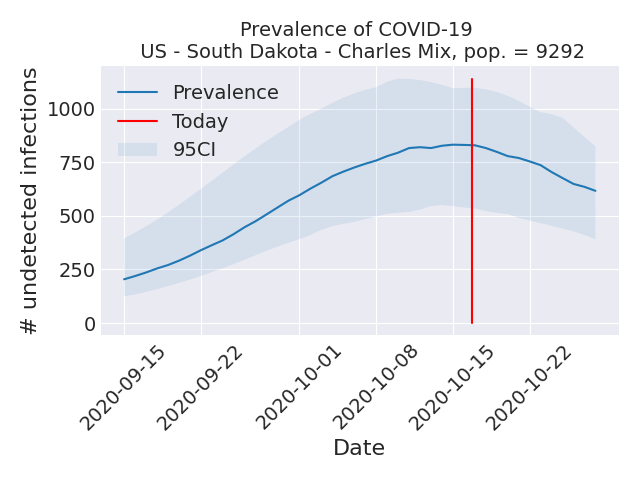 Prevalence of COVID-19
US - South Dakota - Charles Mix, pop. = 9292
# undetected infections
1000
750
500
250
0
Prevalence
Today
95CI
2020-09-15
2020-09-22
2020-10-01
2020-10-08
2020-10-15
2020-10-22
Date